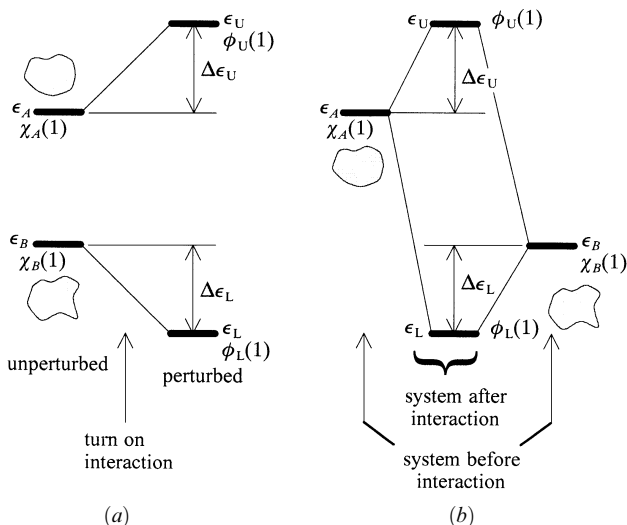 ϵ_U
ϕ_U(1)
Δϵ_U
ϵ_A
χ_A(1)
ϵ_B
χ_B(1)
Δϵ_L
ϵ_L
ϕ_L(1)
unperturbed
perturbed
turn on
interaction
(a)
ϵ_U ϕ_U(1)
Δϵ_U
ϵ_A
χ_A(1)
ϵ_B
χ_B(1)
Δϵ_L
ϵ_L ϕ_L(1)
system after
interaction
system before
interaction
(b)